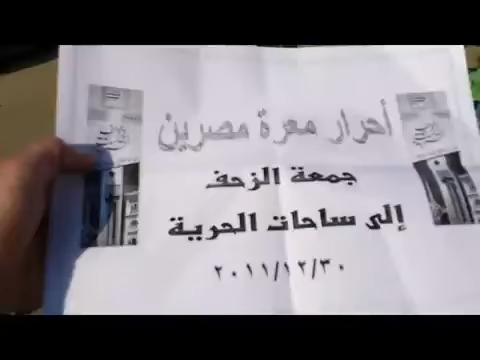 أحرار معرة مصرين
جمعة الزحف
إلى ساحات الحرية
٢٠١١/١٢/٣٠